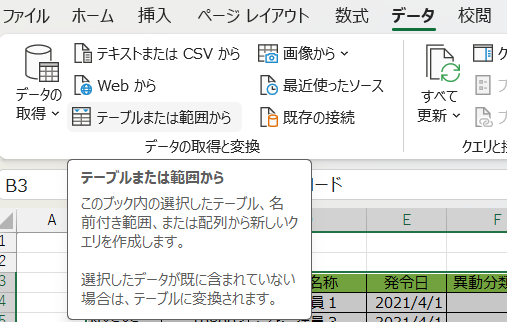 ファイル ホーム 挿入 ページ レイアウト 数式 データ 校閲
テキストまたは CSV から 画像から
データの取得 Web から 最近使ったソース すべて更新
テーブルまたは範囲から 既存の接続
データの取得と変換 クエリと接
テーブルまたは範囲から
B3 ード
このブック内の選択したテーブル、名
前付き範囲、または配列から新しいク
エリを作成します。
A E F
1
2
選択したデータが既に含まれていない
場合は、テーブルに変換されます。
3 名称 発令日 異動分類
4 員 1 2021/4/1
2021/4/1